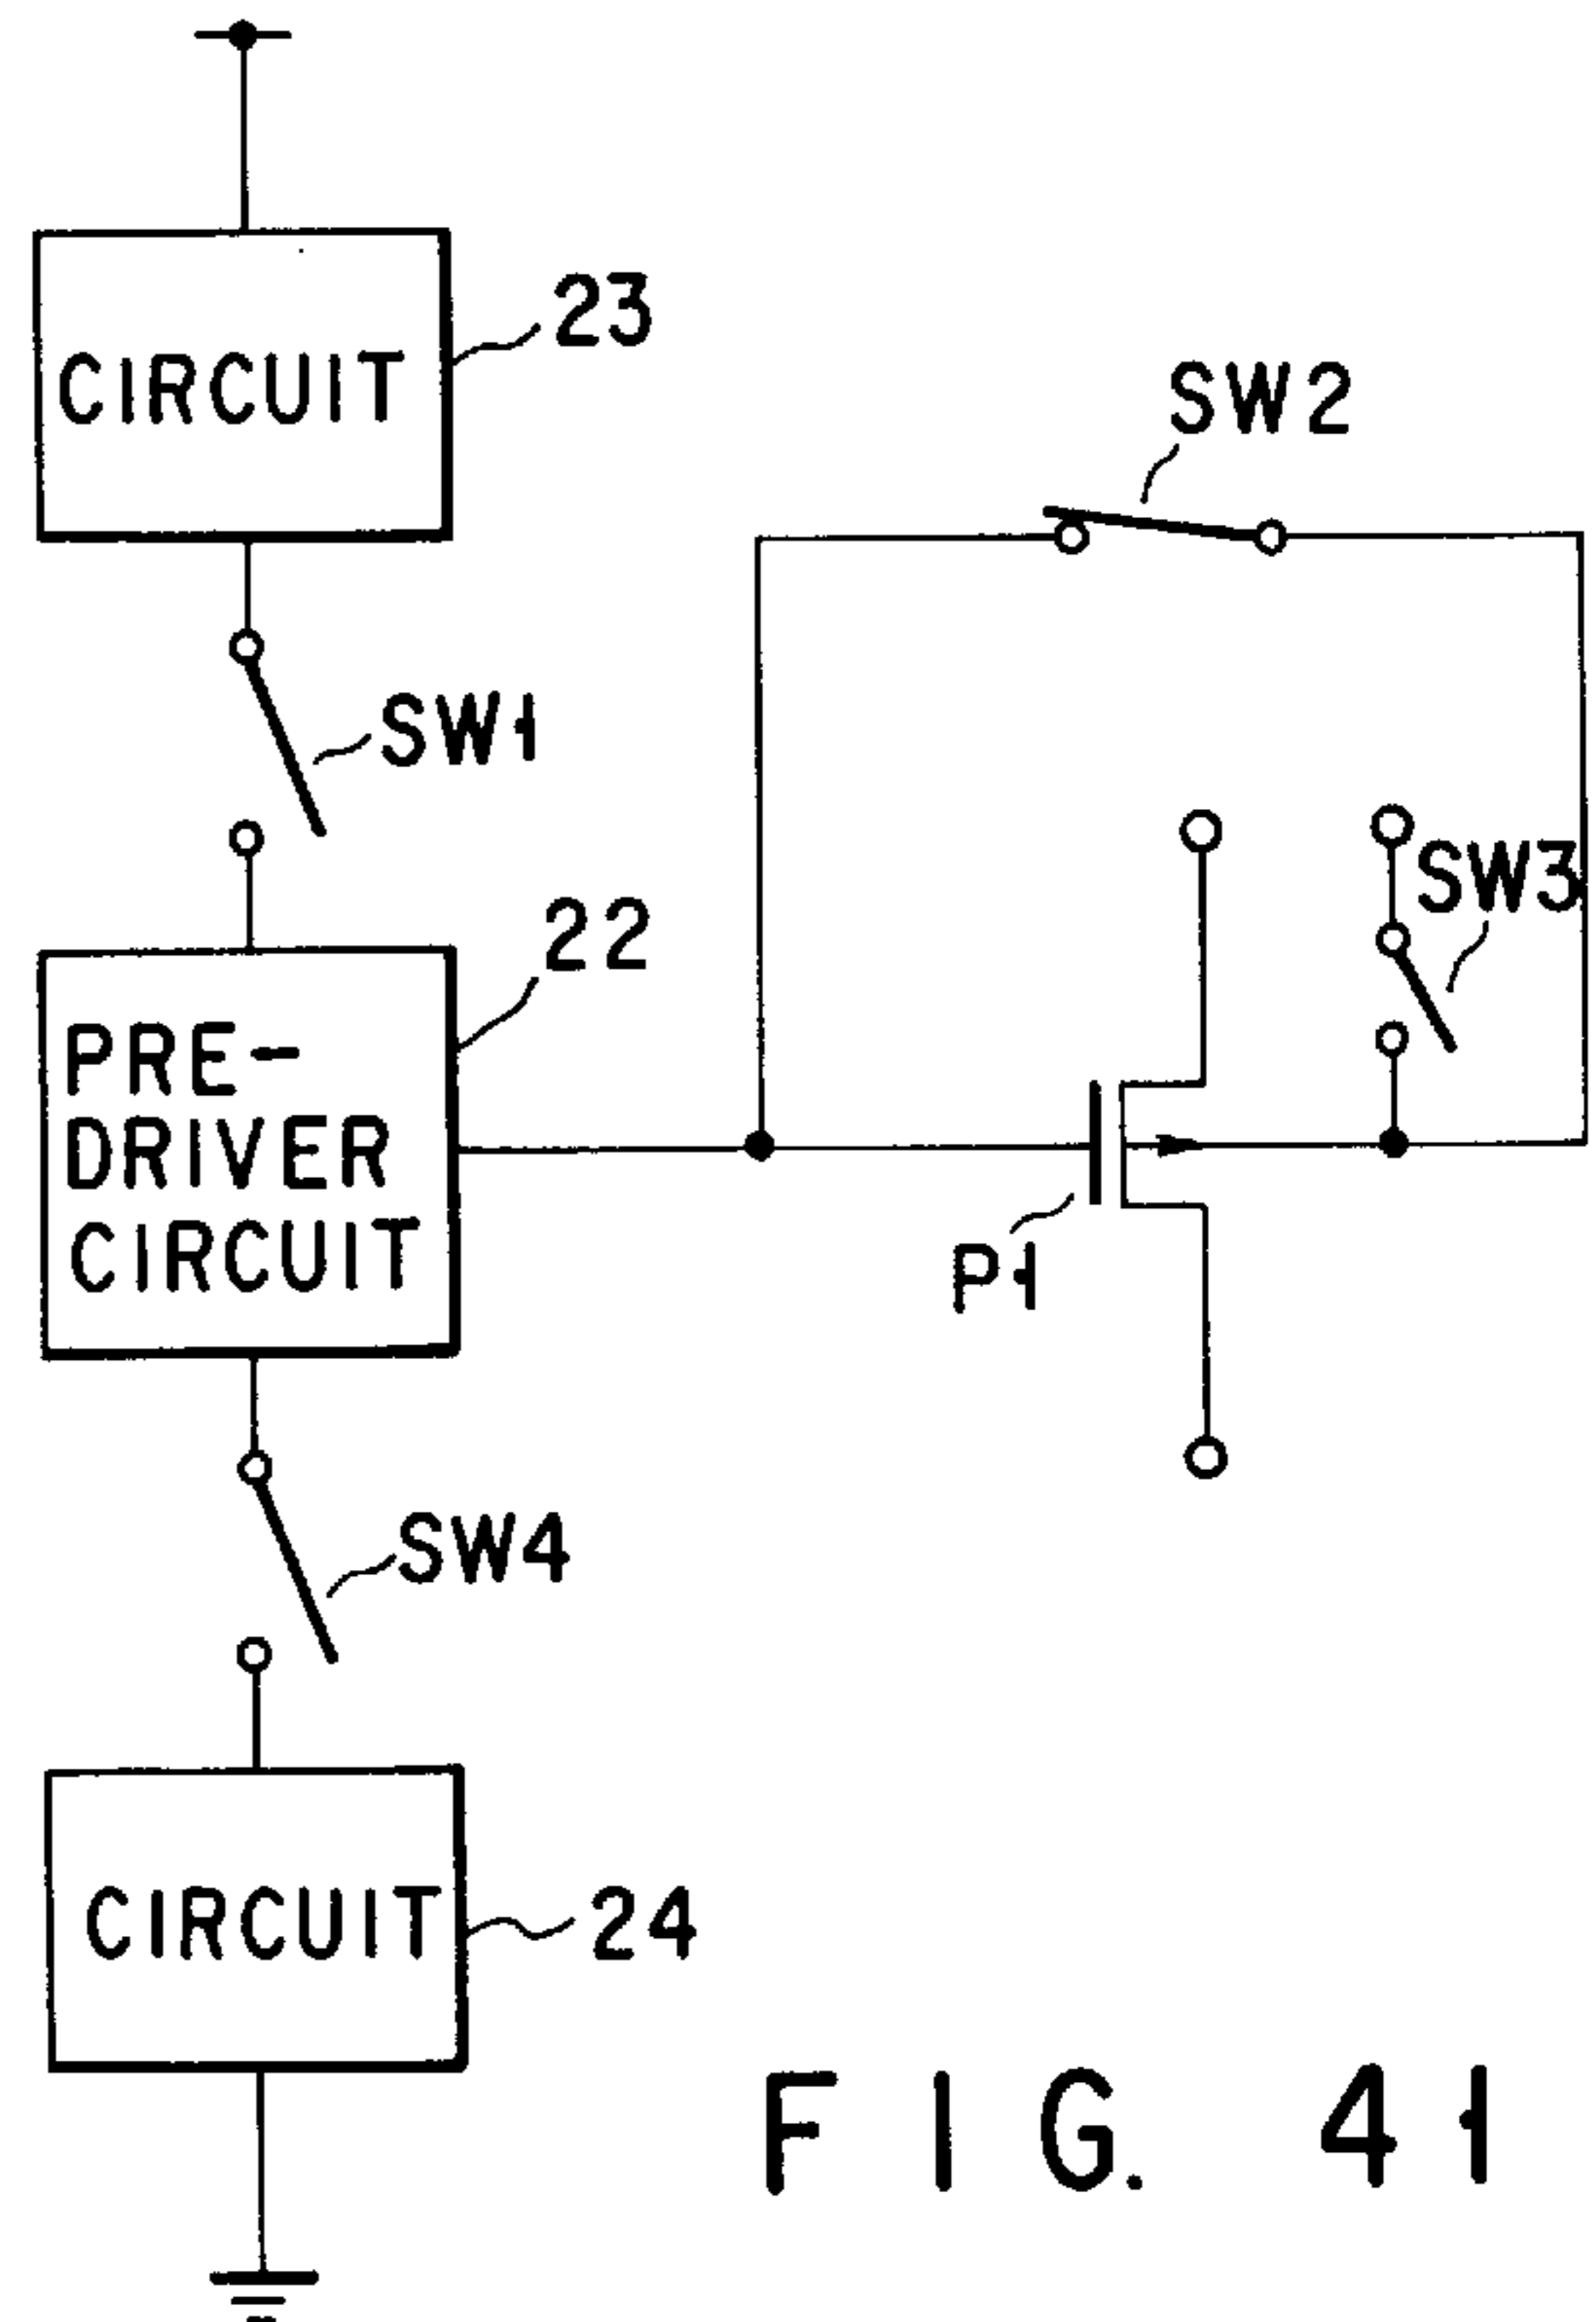 CIRCUIT
23
SW2
SW1
SW3
22
PRE-
DRIVER
CIRCUIT
P1
SW4
CIRCUIT
24
FIG. 41